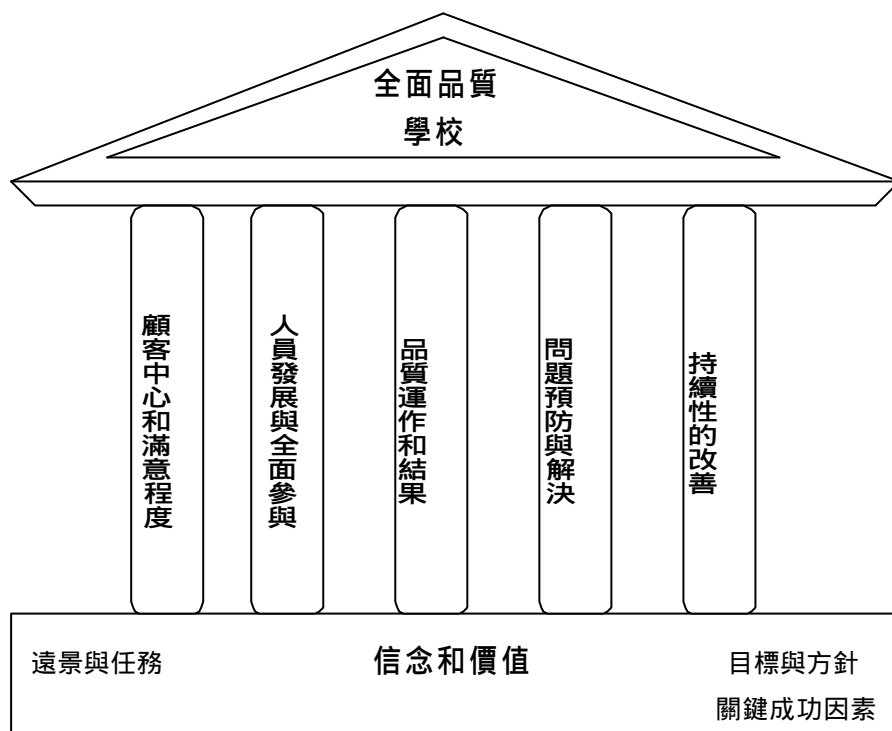 全面品質
學校
顧客中心和滿意程度
人員發展與全面參與
品質運作和結果
問題預防與解決
持續性的改善
遠景與任務
信念和價值
目標與方針
關鍵成功因素